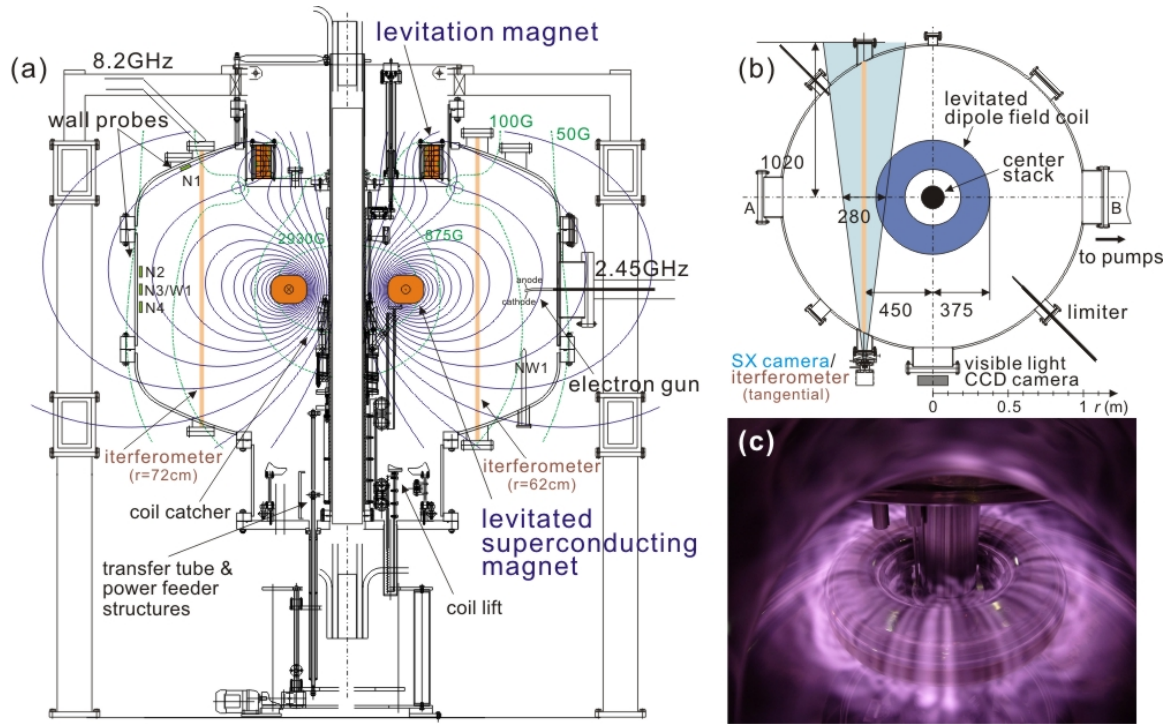 (a)
8.2GHz
wall probes
N1
levitation magnet
100G
50G
2930G
875G
2.45GHz
N2
N3/W1
N4
anode
cathode
NW1
electron gun
iterferometer
(r=72cm)
iterferometer
(r=62cm)
coil catcher
levitated
superconducting
magnet
transfer tube &
power feeder
structures
coil lift
(b)
levitated
dipole field coil
center
stack
1020
A
280
B
to pumps
450
375
limiter
SX camera/
iterferometer
(tangential)
visible light
CCD camera
0
0.5
1 r (m)
(c)